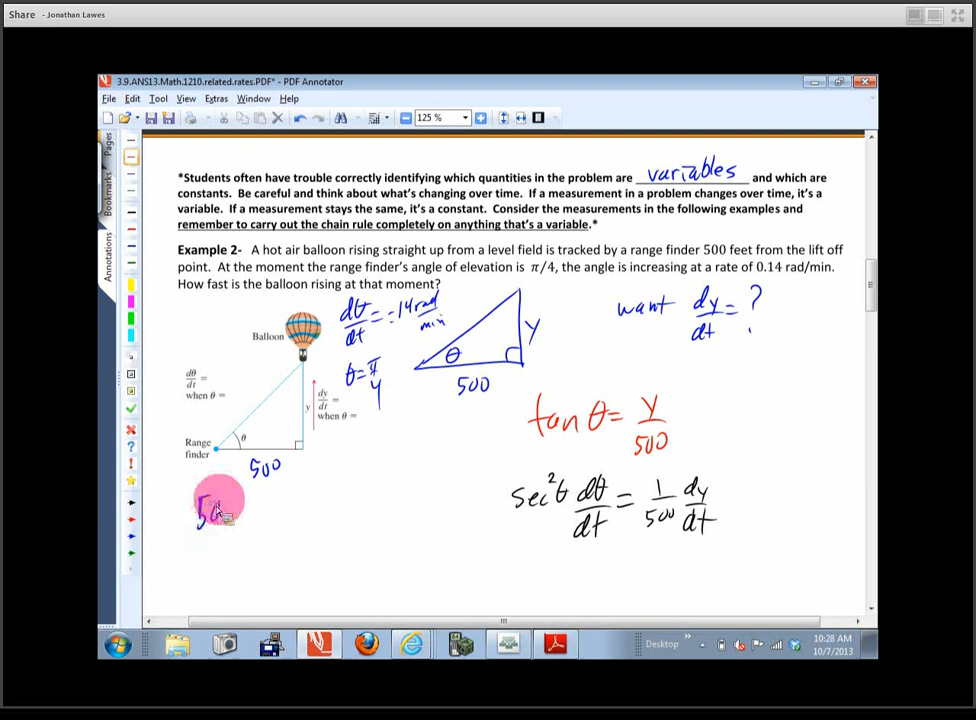 Share - Jonathan Lawes
3.9.ANS13.Math.1210.related.rates.PDF* - PDF Annotator
File Edit Tool View Extras Window Help
125 %
Pages
Bookmarks
Annotations
*Students often have trouble correctly identifying which quantities in the problem are variables and which are
constants. Be careful and think about what's changing over time. If a measurement in a problem changes over time, it's a
variable. If a measurement stays the same, it's a constant. Consider the measurements in the following examples and
remember to carry out the chain rule completely on anything that's a variable.*
Example 2- A hot air balloon rising straight up from a level field is tracked by a range finder 500 feet from the lift off
point. At the moment the range finder's angle of elevation is π/4, the angle is increasing at a rate of 0.14 rad/min.
How fast is the balloon rising at that moment?
dθ/dt = .14 rad/min
want dy/dt = ?
Balloon
θ = π/4
θ
y
500
dθ/dt =
when θ =
y
dy/dt =
when θ =
Range
finder
θ
500
tan θ = y/500
sec²θ dθ/dt = 1/500 dy/dt
50
Desktop
10:28 AM
10/7/2013